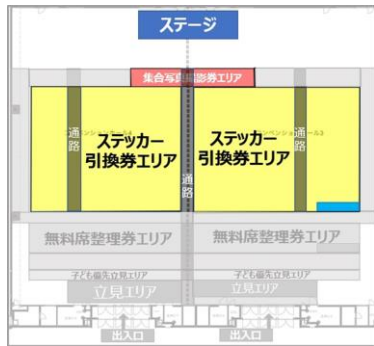 ステージ
集合写真撮影券エリア
通路
ステッカー
引換券エリア
通路
ステッカー
引換券エリア
通路
無料席整理券エリア
無料席整理券エリア
子ども優先立見エリア
子ども優先立見エリア
立見エリア
立見エリア
出入口
出入口